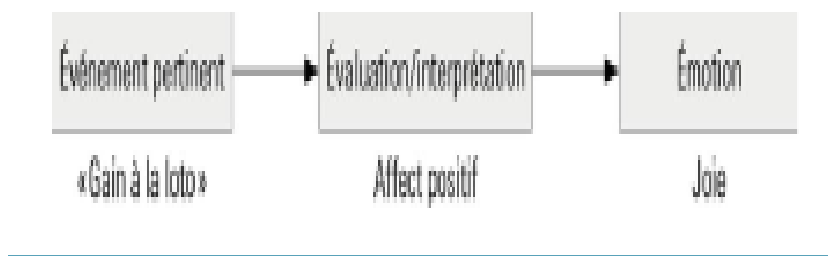 Événement pertinent
Évaluation/interprétation
Émotion
«Gain à la loto»
Affect positif
Joie